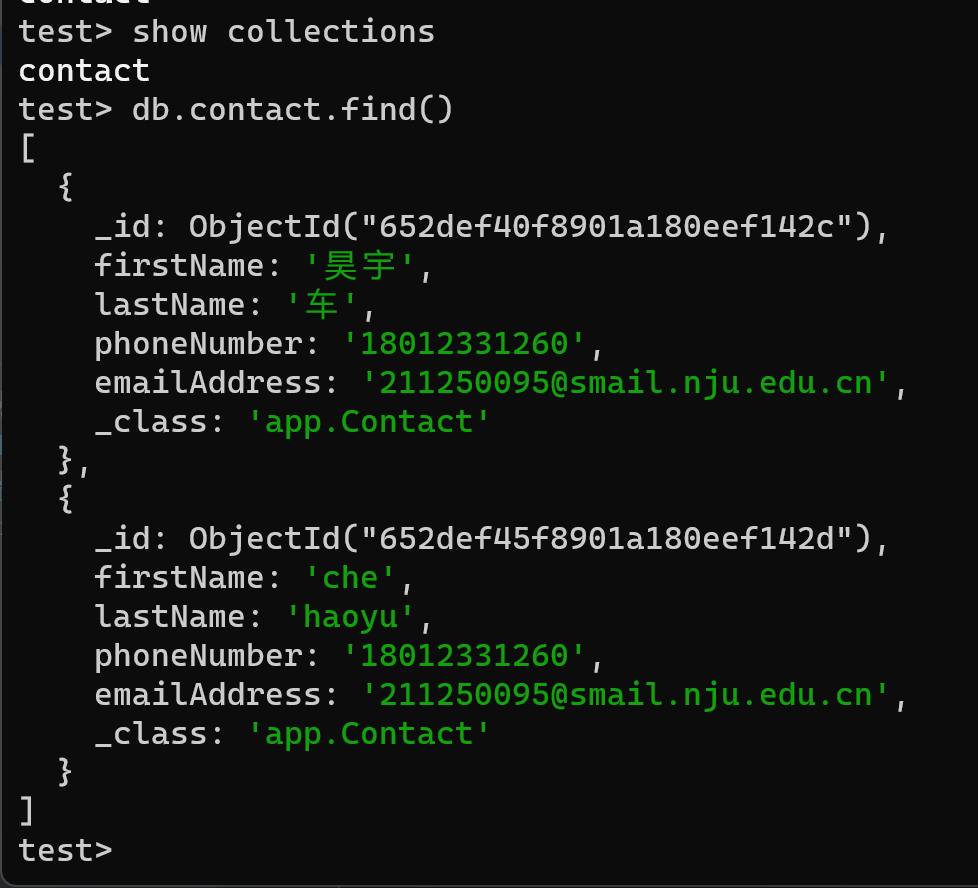 contact
test> show collections
contact
test> db.contact.find()
[
  {
    _id: ObjectId("652def40f8901a180eef142c"),
    firstName: '昊宇',
    lastName: '车',
    phoneNumber: '18012331260',
    emailAddress: '211250095@smail.nju.edu.cn',
    _class: 'app.Contact'
  },
  {
    _id: ObjectId("652def45f8901a180eef142d"),
    firstName: 'che',
    lastName: 'haoyu',
    phoneNumber: '18012331260',
    emailAddress: '211250095@smail.nju.edu.cn',
    _class: 'app.Contact'
  }
]
test>